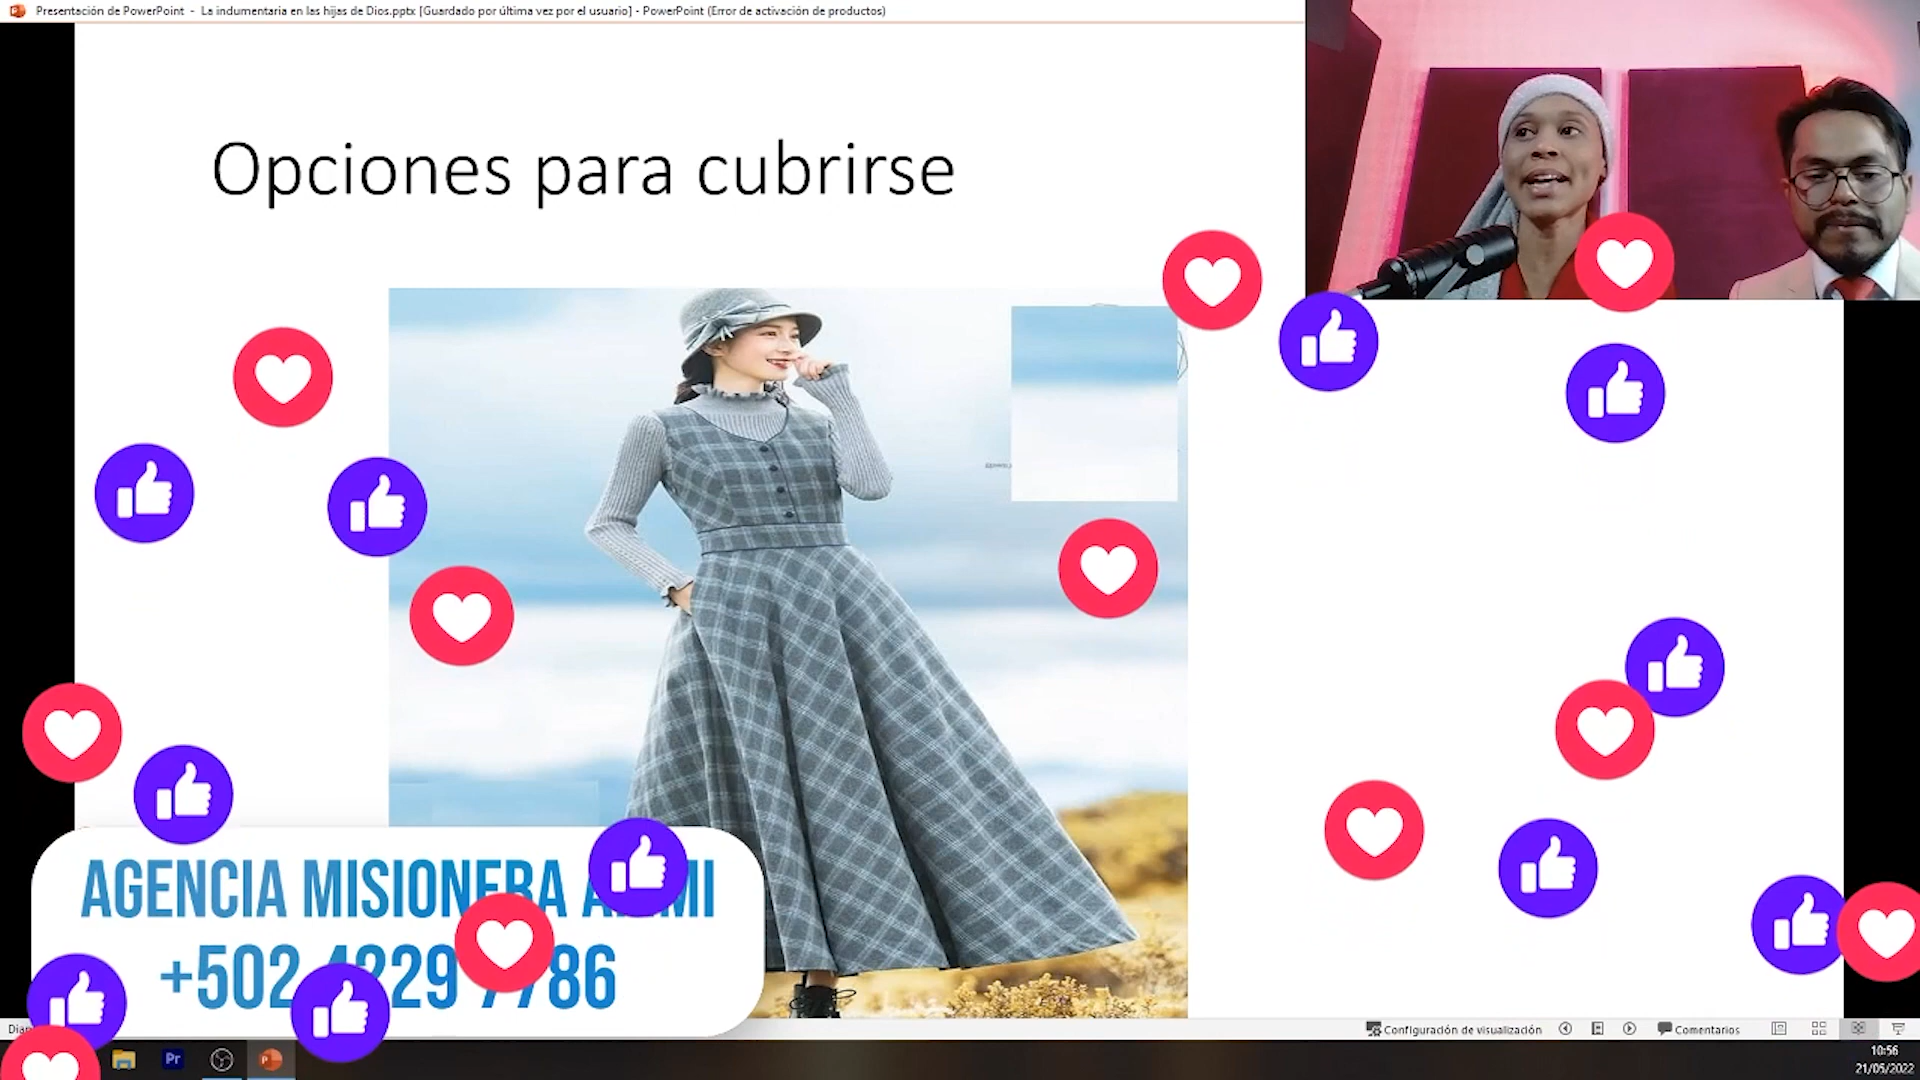 Presentación de PowerPoint - La indumentaria en las hijas de Dios.pptx [Guardado por última vez por el usuario] - PowerPoint (Error de activación de productos)
Opciones para cubrirse
AGENCIA MISIONERA
+502
Configuración de visualización
Comentarios
Pr
10:56
21/05/2022